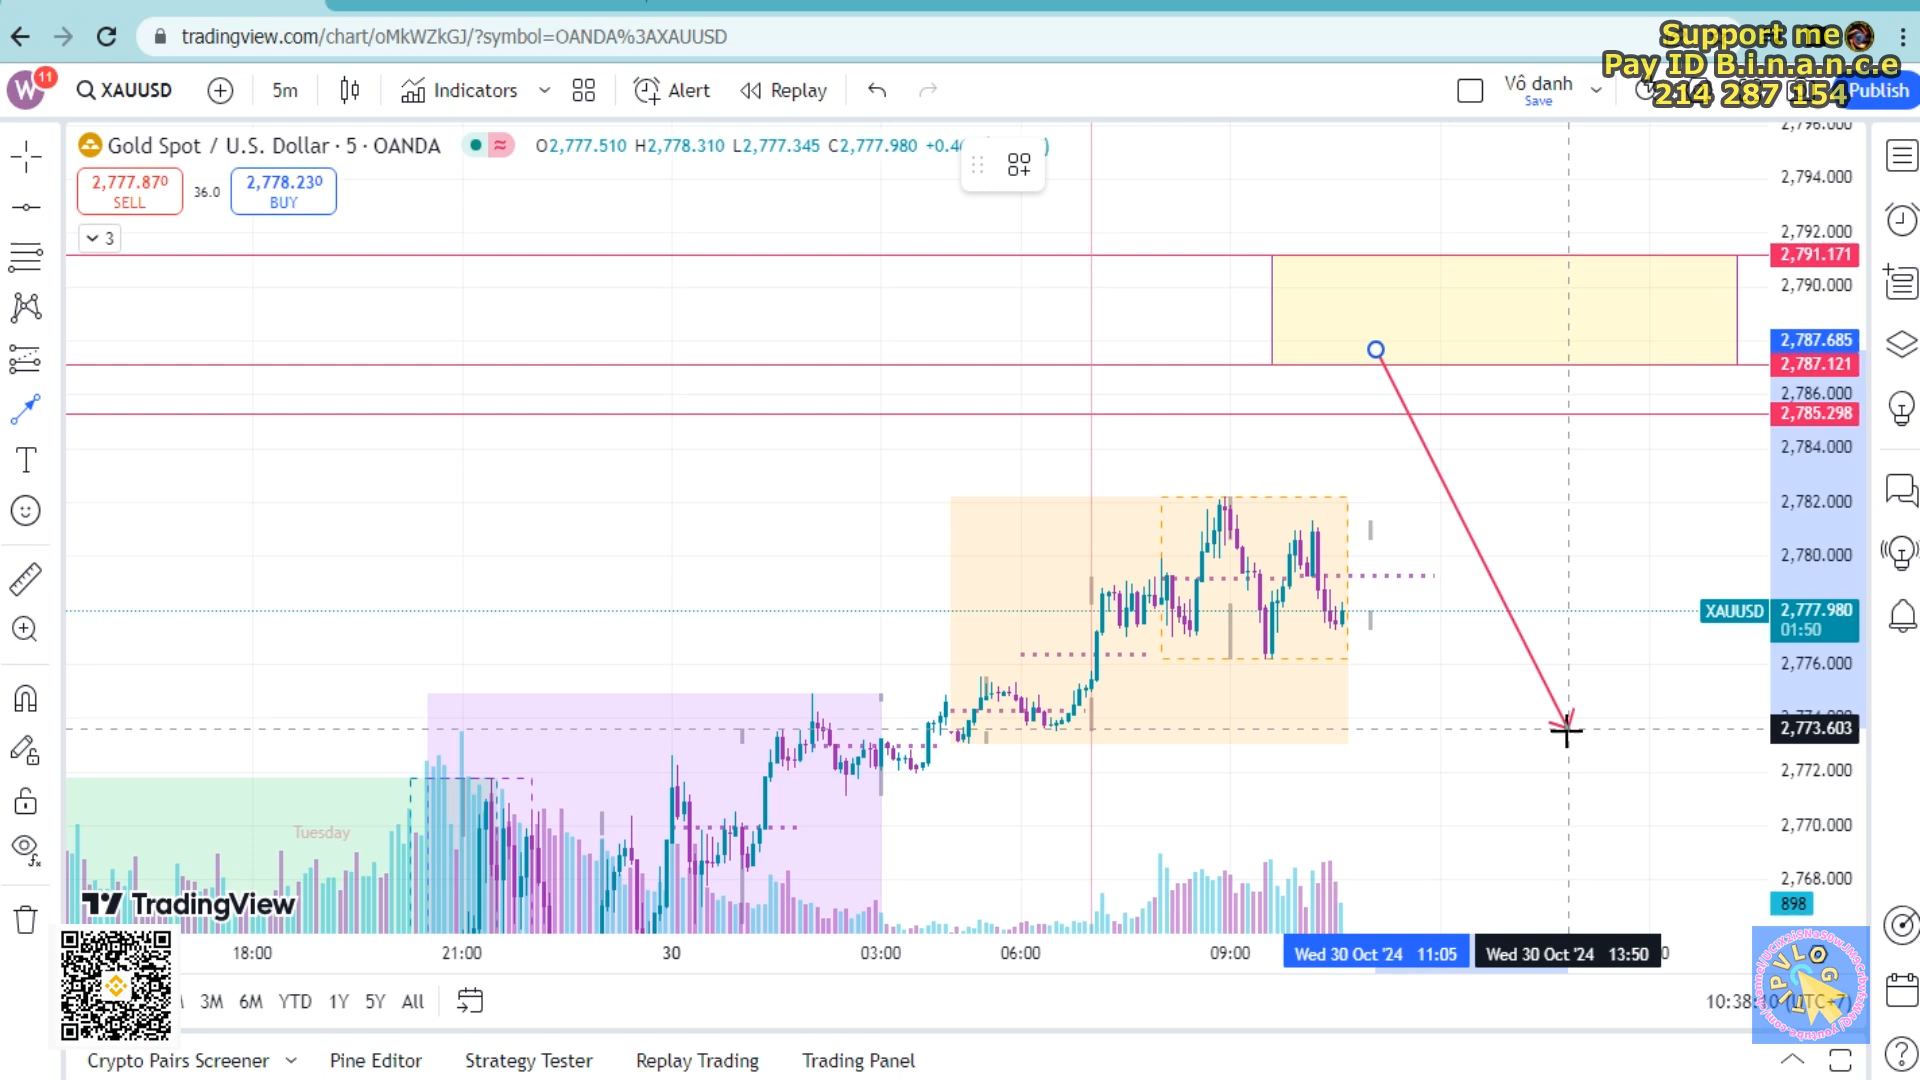 tradingview.com/chart/oMkWZkGJ/?symbol=OANDA%3AXAUUSD
Support me
Pay ID B.i.n.a.n.c.e
214 287 154
W 11
XAUUSD
5m
Indicators
Alert
Replay
Vô danh
Save
Publish
Gold Spot / U.S. Dollar · 5 · OANDA
O2,777.510 H2,778.310 L2,777.345 C2,777.980
2,777.870
SELL
36.0
2,778.230
BUY
3
2,796.000
2,794.000
2,792.000
2,791.171
2,790.000
2,787.685
2,787.121
2,786.000
2,785.298
2,784.000
2,782.000
2,780.000
XAUUSD 2,777.980
01:50
2,776.000
2,774.000
2,773.603
2,772.000
2,770.000
2,768.000
898
Tuesday
TradingView
18:00 21:00 30 03:00 06:00 09:00
Wed 30 Oct '24 11:05
Wed 30 Oct '24 13:50
3M 6M YTD 1Y 5Y All
Crypto Pairs Screener
Pine Editor
Strategy Tester
Replay Trading
Trading Panel